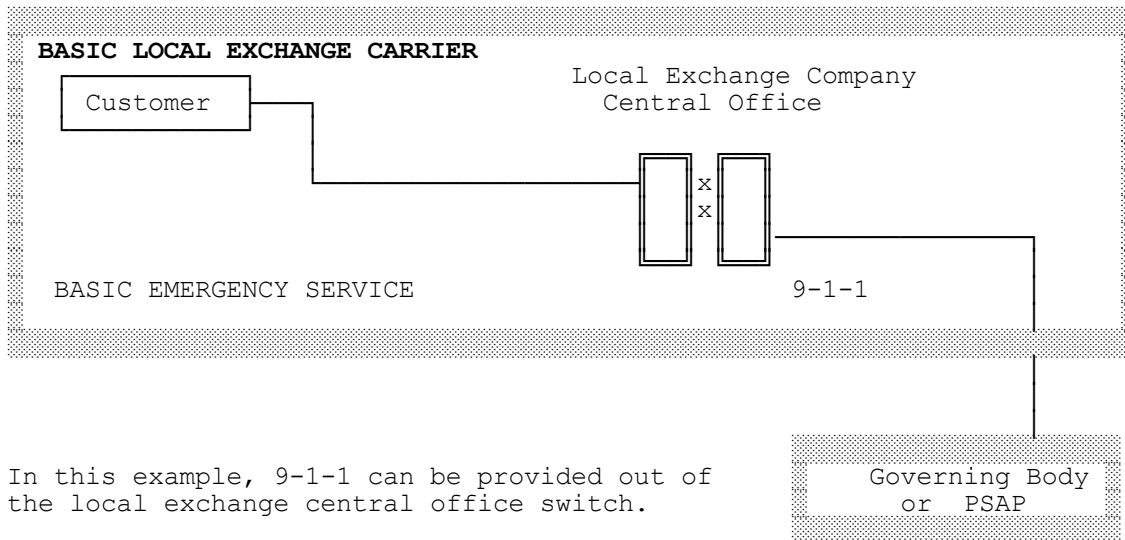 BASIC LOCAL EXCHANGE CARRIER
Local Exchange Company
Central Office
Customer
x
x
BASIC EMERGENCY SERVICE
9-1-1
In this example, 9-1-1 can be provided out of
the local exchange central office switch.
Governing Body
or PSAP